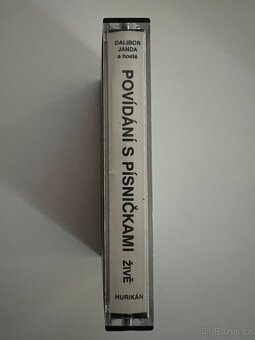 DALIBOR
JANDA
a hosté
POVÍDÁNÍ S PÍSNIČKAMI
ŽIVĚ
HURIKÁN
Bazos.cz